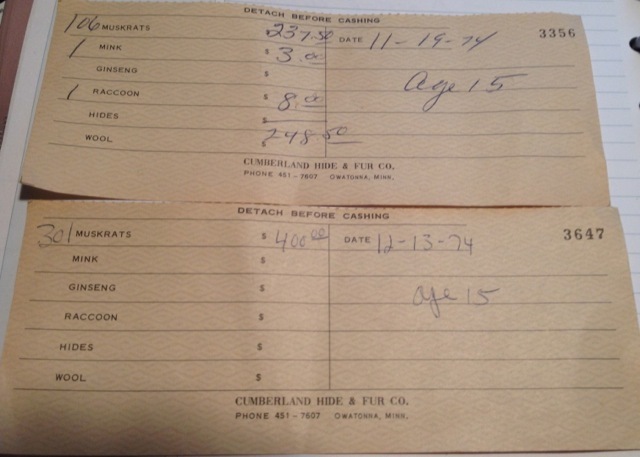 DETACH BEFORE CASHING
106 MUSKRATS $ 237.50 DATE 11-19-74 3356
1 MINK $ 3.00
GINSENG $ age 15
1 RACCOON $ 8.00
HIDES $
WOOL $ 248.50
CUMBERLAND HIDE & FUR CO.
PHONE 451-7607 OWATONNA, MINN.
DETACH BEFORE CASHING
301 MUSKRATS $ 400.00 DATE 12-13-74 3647
MINK $
GINSENG $ age 15
RACCOON $
HIDES $
WOOL $
CUMBERLAND HIDE & FUR CO.
PHONE 451-7607 OWATONNA, MINN.